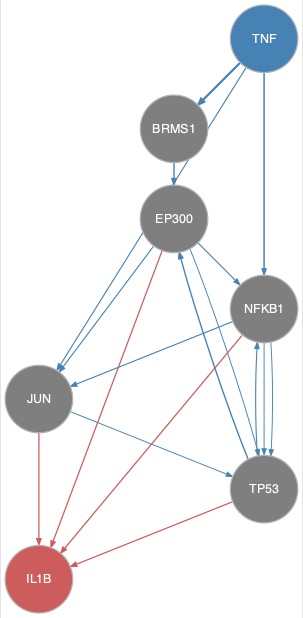 TNF
BRMS1
EP300
NFKB1
JUN
TP53
IL1B